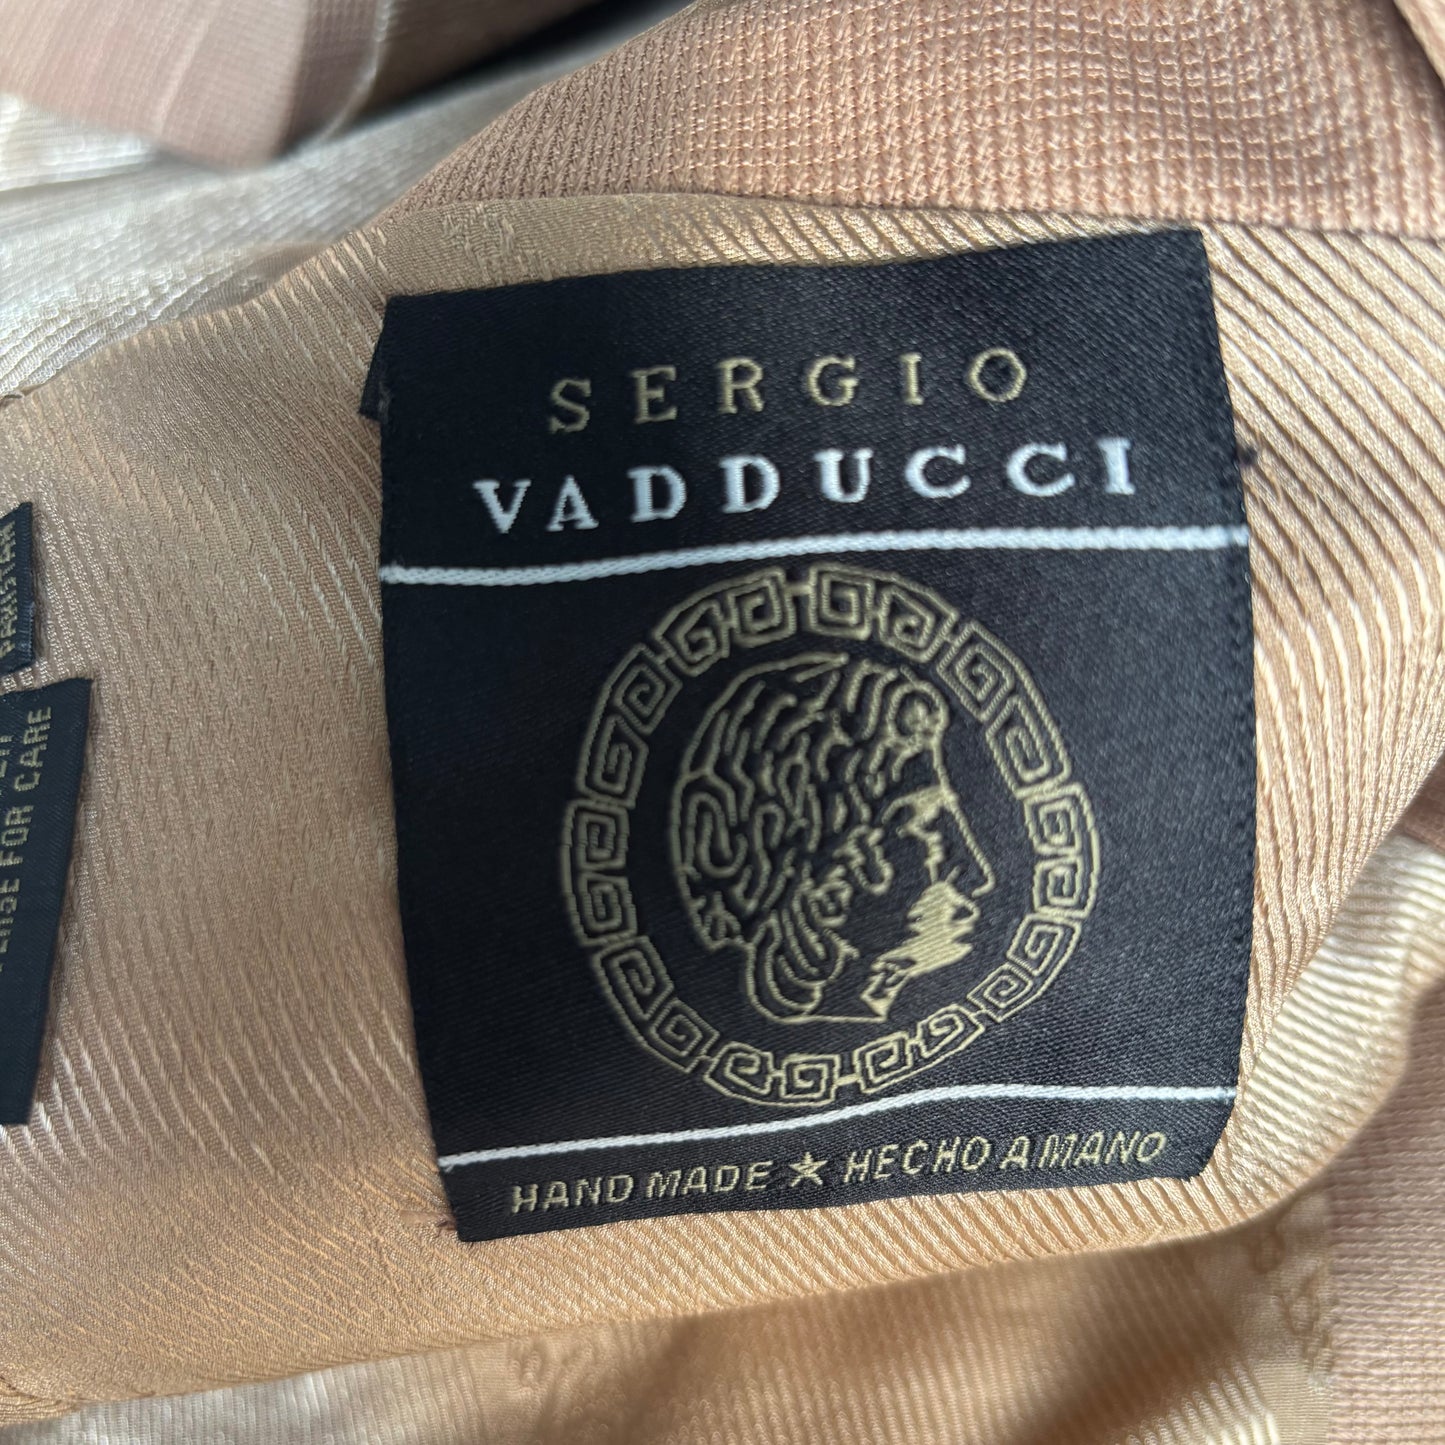 SERGIO
VADDUCCI
HAND MADE ★ HECHO A MANO
PAKISTAN
FOR CARE